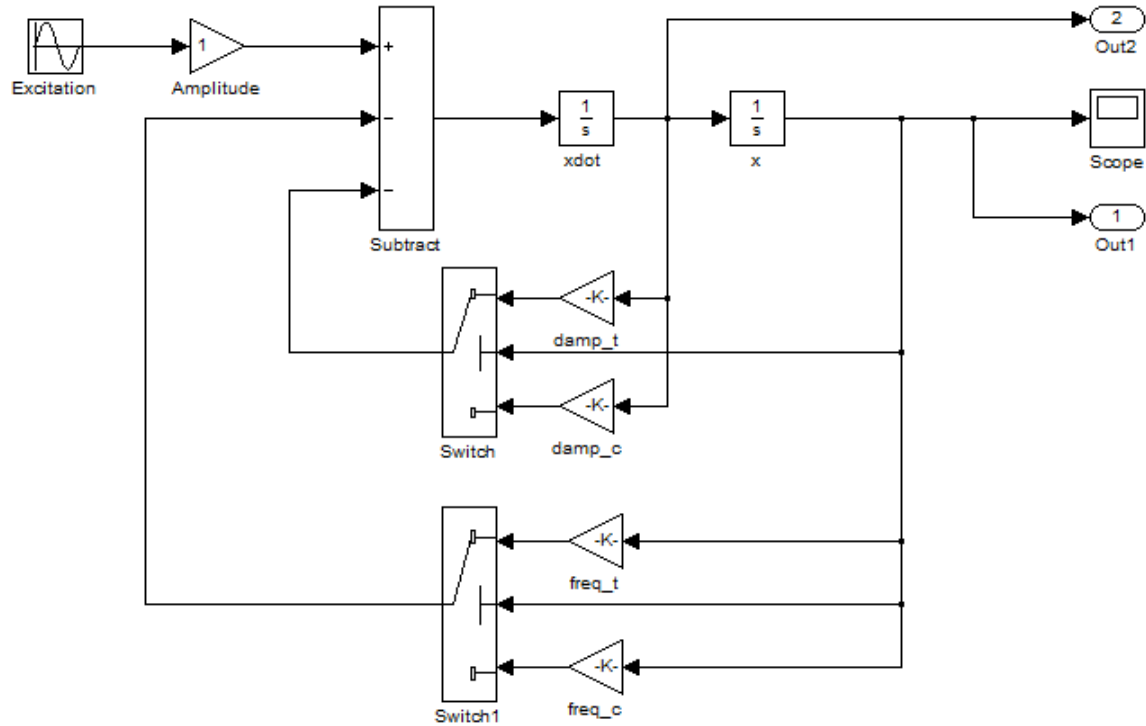 2
Out2
Excitation
1
Amplitude
+
−
−
Subtract
1
s
xdot
1
s
x
Scope
1
Out1
-K-
damp_t
-K-
damp_c
Switch
-K-
freq_t
-K-
freq_c
Switch1